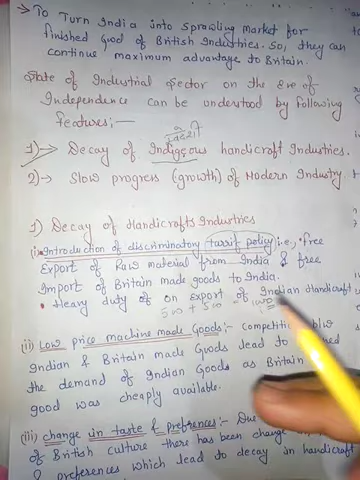 → To Turn India into Sprawling market for
finished Good of British Industries. So, they can
continue maximum advantage to Britain.
State of Industrial Sector on the Eve of
Independence can be understood by following
features:—
1) Decay of Indigeous handicraft Industries.
2) → Slow progress (growth) of Modern Industry.
1) Decay of Handicrafts Industries
(i) Introduction of discriminatory tarrif policy i.e., free
Export of Raw material from India & free
Import of Britain made goods to India.
• Heavy duty of on export of Indian Handicraft
500 + 500 = 1000
(ii) Low price machine made Goods:- Competition b/w
Indian & Britain made Goods lead to
the demand of Indian Goods as Britain
good was cheaply available.
(iii) change in taste & preferences:- Due
of British culture there has been change
& preferences which lead to decay in handicraft